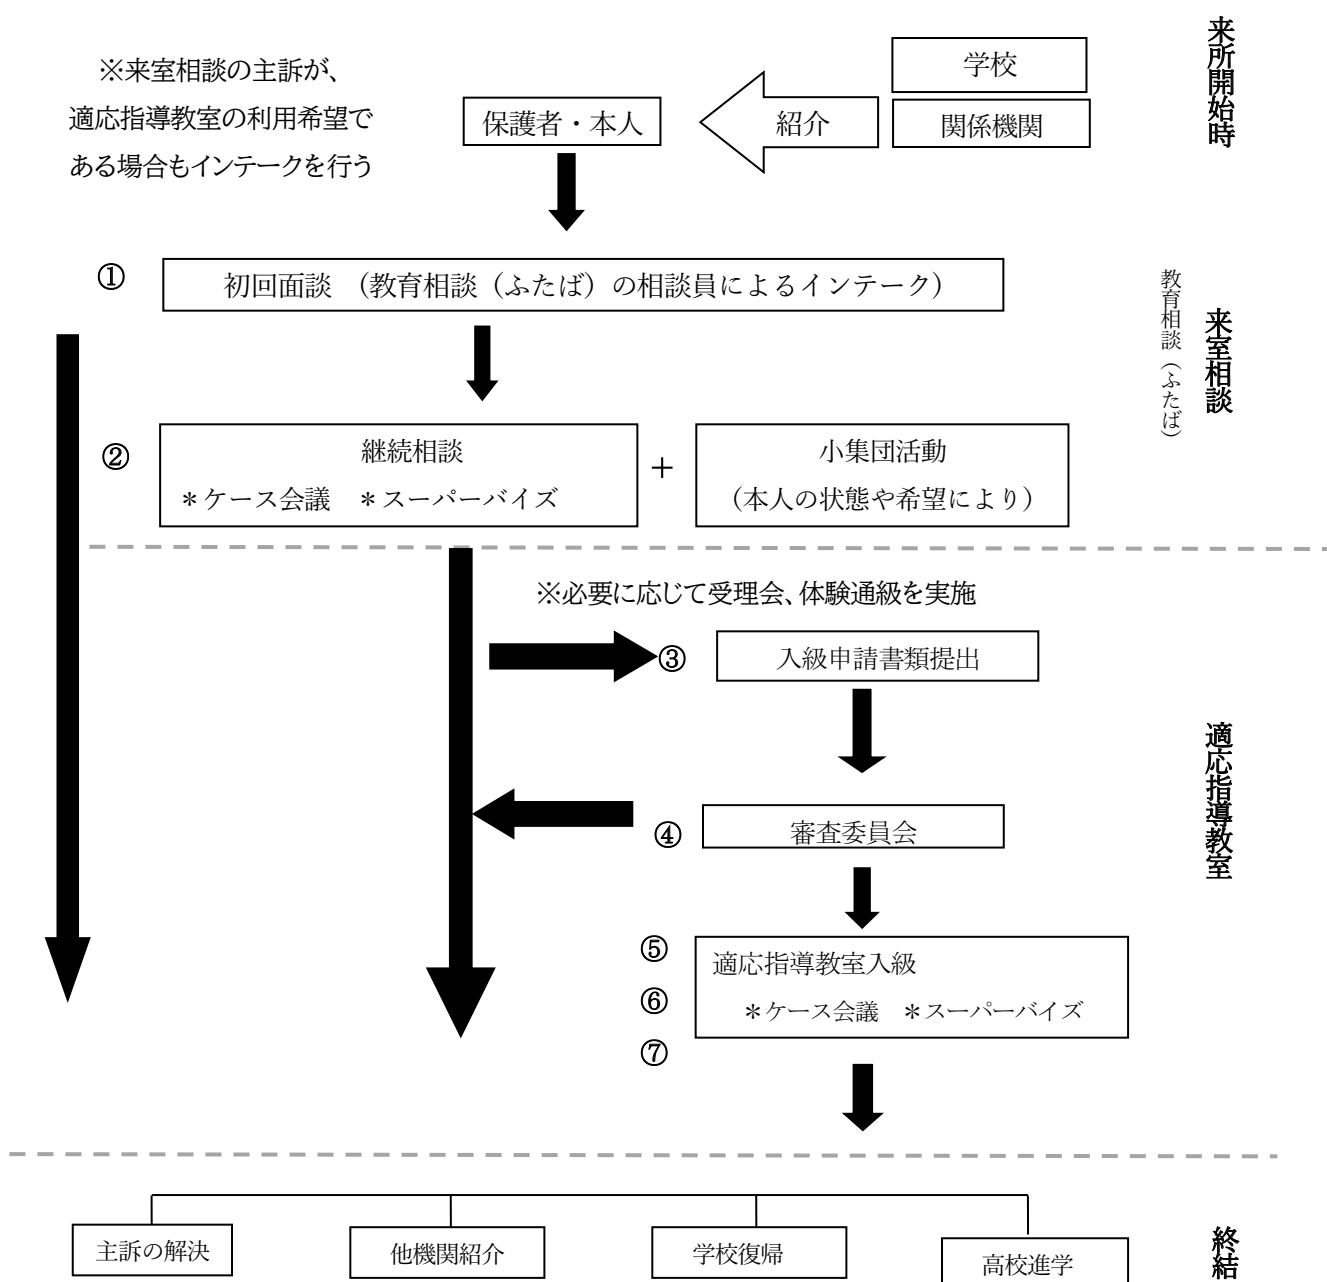 来所開始時
学校
※来室相談の主訴が、
適応指導教室の利用希望で
ある場合もインテークを行う
保護者・本人
紹介
関係機関
①
初回面談　（教育相談（ふたば）の相談員によるインテーク）
教育相談（ふたば）
来室相談
②
継続相談
＊ケース会議　＊スーパーバイズ
＋
小集団活動
（本人の状態や希望により）
※必要に応じて受理会、体験通級を実施
③
入級申請書類提出
適応指導教室
④
審査委員会
⑤
適応指導教室入級
⑥
＊ケース会議　＊スーパーバイズ
⑦
終結
主訴の解決
他機関紹介
学校復帰
高校進学